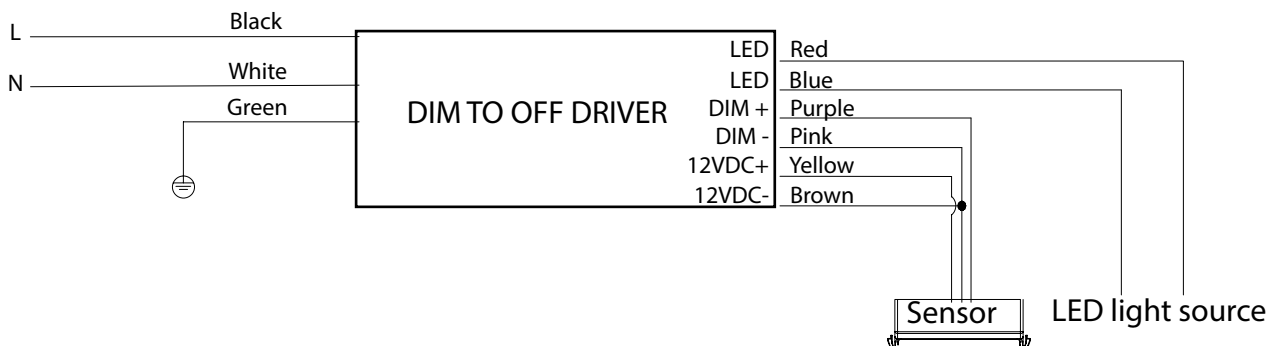 L
Black
N
White
Green
DIM TO OFF DRIVER
LED Red
LED Blue
DIM + Purple
DIM - Pink
12VDC+ Yellow
12VDC- Brown
Sensor
LED light source